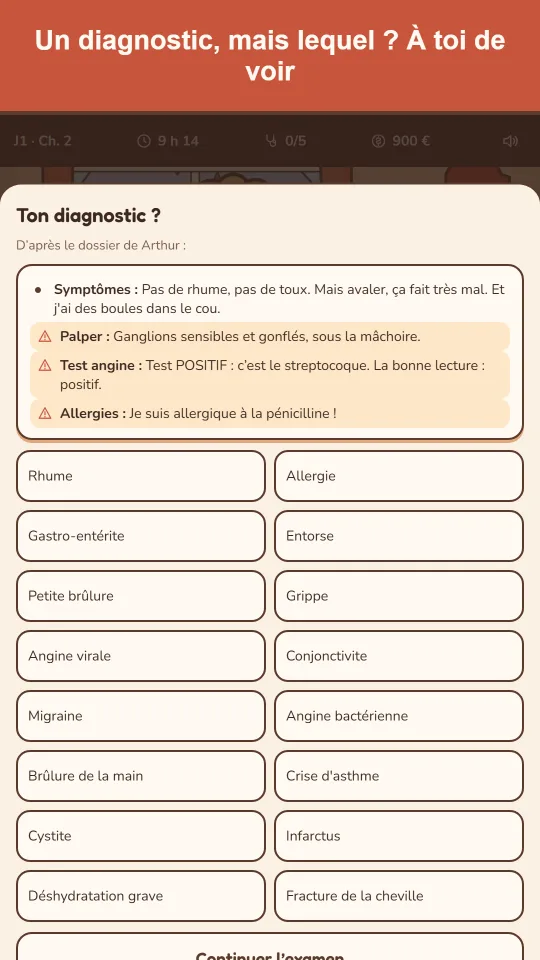 Un diagnostic, mais lequel ? À toi de
voir
J1 · Ch. 2
9 h 14
0/5
900 €
Ton diagnostic ?
D'après le dossier de Arthur :
Symptômes : Pas de rhume, pas de toux. Mais avaler, ça fait très mal. Et
j'ai des boules dans le cou.
Palper : Ganglions sensibles et gonflés, sous la mâchoire.
Test angine : Test POSITIF : c'est le streptocoque. La bonne lecture :
positif.
Allergies : Je suis allergique à la pénicilline !
Rhume
Allergie
Gastro-entérite
Entorse
Petite brûlure
Grippe
Angine virale
Conjonctivite
Migraine
Angine bactérienne
Brûlure de la main
Crise d'asthme
Cystite
Infarctus
Déshydratation grave
Fracture de la cheville
Continuer l'examen